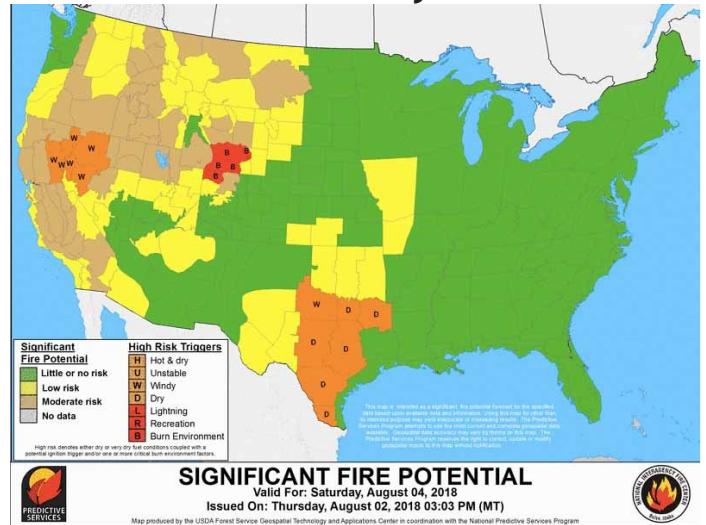 W
W
W
W
W
W
B
B
B
B
B
B
W
D
D
D
D
D
D
Significant
Fire Potential
Little or no risk
Low risk
Moderate risk
No data
High Risk Triggers
H Hot & dry
U Unstable
W Windy
D Dry
L Lightning
R Recreation
B Burn Environment
High risk denotes either dry or very dry fuel conditions coupled with a
potential ignition trigger and/or one or more critical burn environment factors.
PREDICTIVE
SERVICES
SIGNIFICANT FIRE POTENTIAL
Valid For: Saturday, August 04, 2018
Issued On: Thursday, August 02, 2018 03:03 PM (MT)
Map produced by the USDA Forest Service Geospatial Technology and Applications Center in coordination with the National Predictive Services Program
NATIONAL INTERAGENCY FIRE CENTER
Boise, Idaho